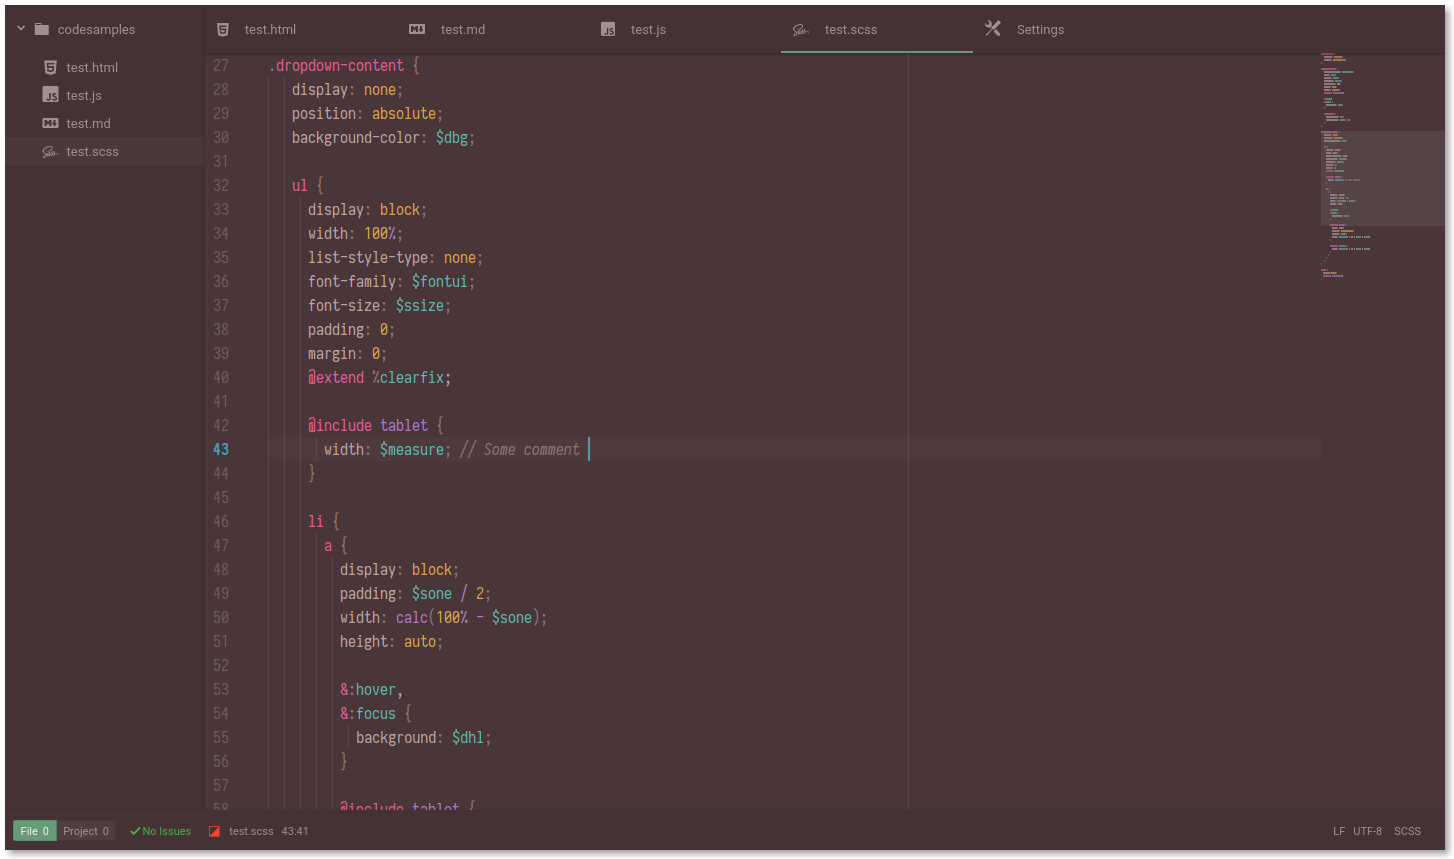 codesamples
test.html
test.js
test.md
test.scss
test.html test.md test.js test.scss Settings
27 .dropdown-content {
28 display: none;
29 position: absolute;
30 background-color: $dbg;
31
32 ul {
33 display: block;
34 width: 100%;
35 list-style-type: none;
36 font-family: $fontui;
37 font-size: $ssize;
38 padding: 0;
39 margin: 0;
40 @extend %clearfix;
41
42 @include tablet {
43 width: $measure; // Some comment
44 }
45
46 li {
47 a {
48 display: block;
49 padding: $sone / 2;
50 width: calc(100% - $sone);
51 height: auto;
52
53 &:hover,
54 &:focus {
55 background: $dhl;
56 }
57
58 @include tablet {
File 0 Project 0 No Issues test.scss 43:41 LF UTF-8 SCSS